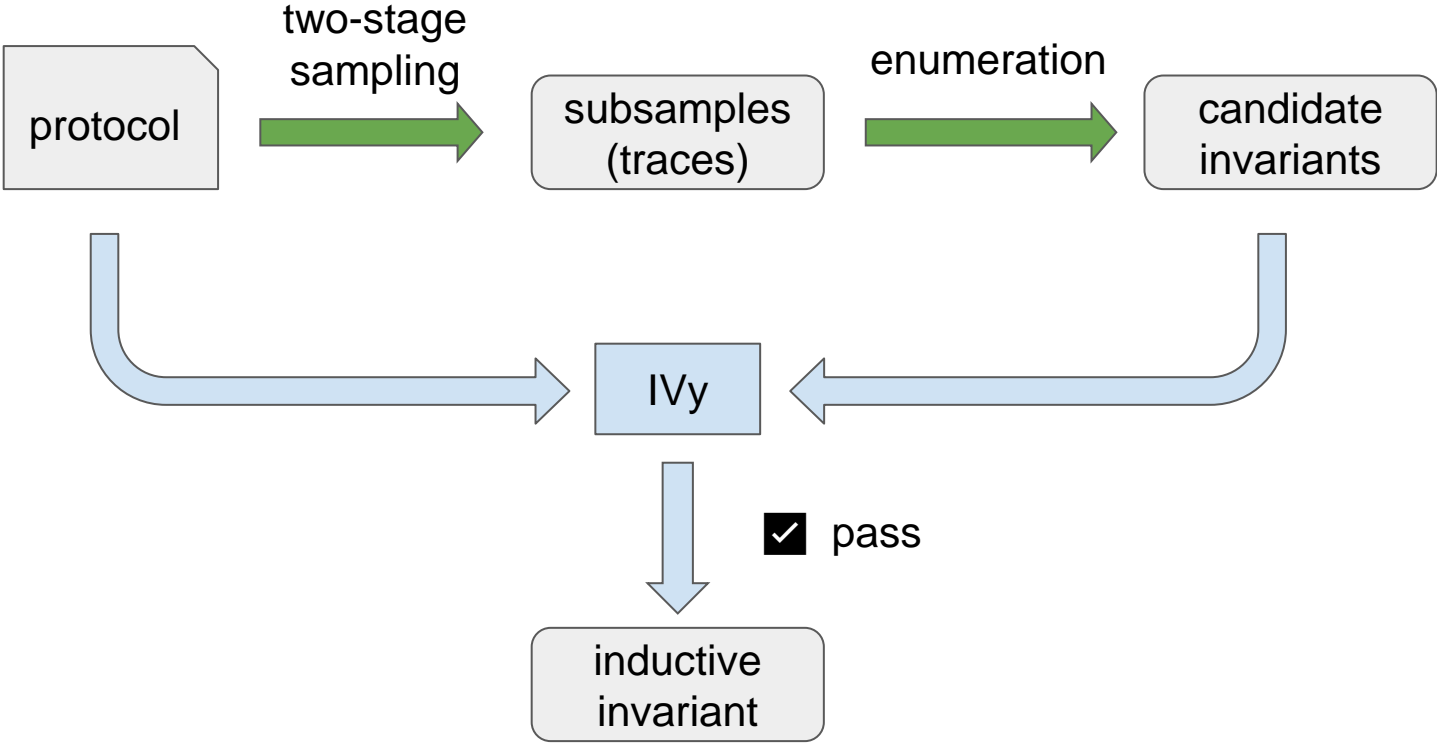 two-stage
sampling
enumeration
protocol
subsamples
(traces)
candidate
invariants
IVy
pass
inductive
invariant